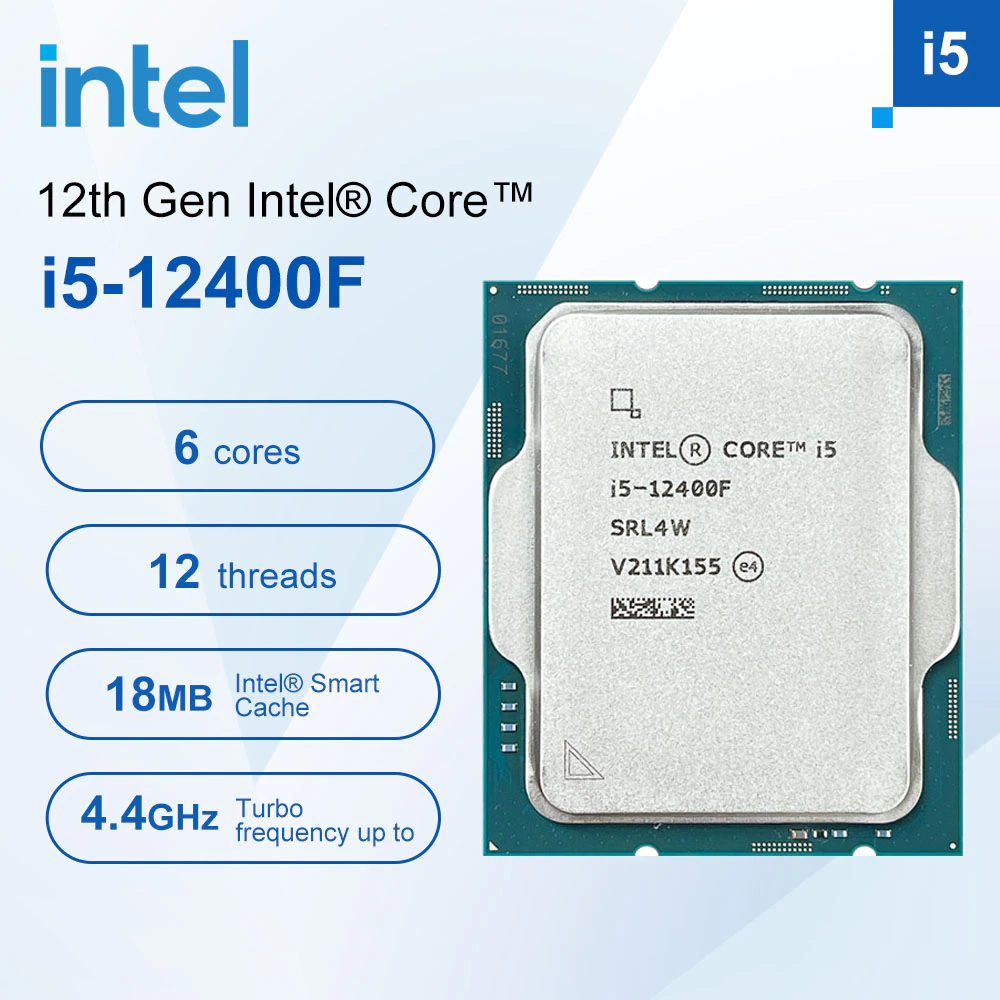 intel
i5
12th Gen Intel® Core™
i5-12400F
6 cores
12 threads
18MB Intel® Smart
Cache
4.4GHz Turbo
frequency up to
01677
INTEL® CORE™ i5
i5-12400F
SRL4W
V211K155 e4